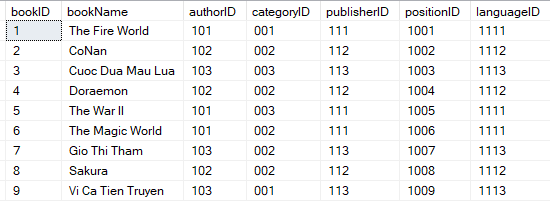 bookID bookName authorID categoryID publisherID positionID languageID
1 The Fire World 101 001 111 1001 1111
2 CoNan 102 002 112 1002 1112
3 Cuoc Dua Mau Lua 103 003 113 1003 1113
4 Doraemon 102 002 112 1004 1112
5 The War II 101 003 111 1005 1111
6 The Magic World 101 002 111 1006 1111
7 Gio Thi Tham 103 002 113 1007 1113
8 Sakura 102 002 112 1008 1112
9 Vi Ca Tien Truyen 103 001 113 1009 1113